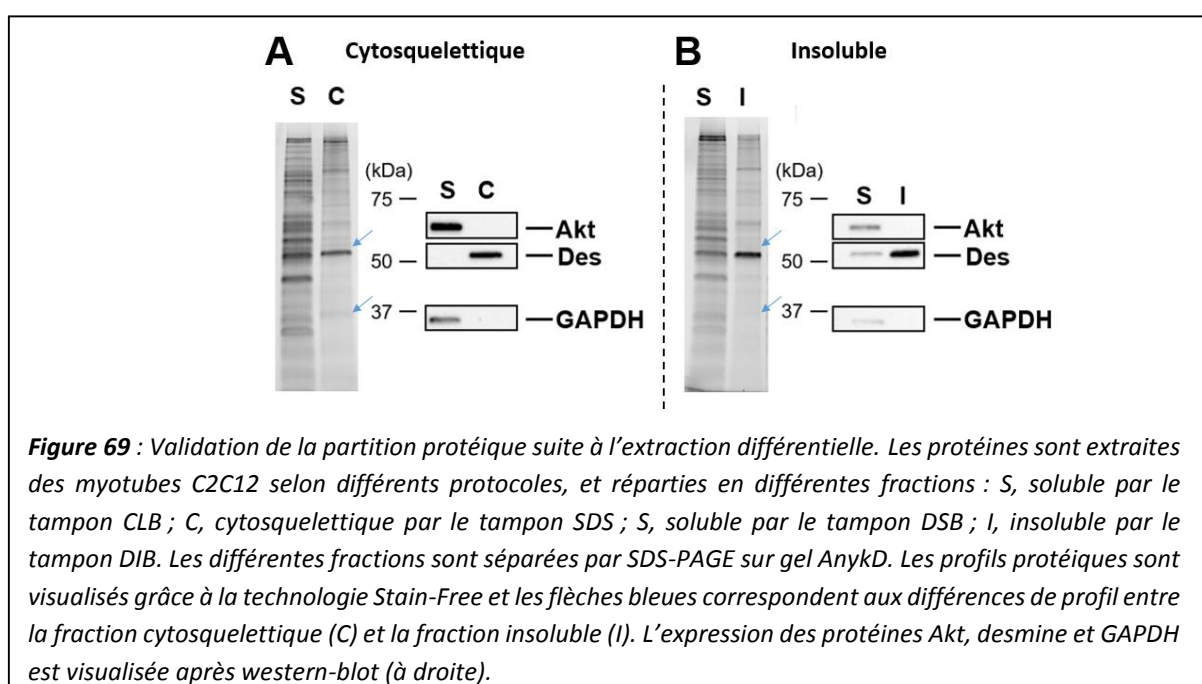 A Cytosquelettique
B Insoluble
S C
S I
(kDa)
75
S C
Akt
50
Des
37
GAPDH
(kDa)
75
S I
Akt
50
Des
37
GAPDH
Figure 69 : Validation de la partition protéique suite à l’extraction différentielle. Les protéines sont extraites
des myotubes C2C12 selon différents protocoles, et réparties en différentes fractions : S, soluble par le
tampon CLB ; C, cytosquelettique par le tampon SDS ; S, soluble par le tampon DSB ; I, insoluble par le
tampon DIB. Les différentes fractions sont séparées par SDS-PAGE sur gel AnykD. Les profils protéiques sont
visualisés grâce à la technologie Stain-Free et les flèches bleues correspondent aux différences de profil entre
la fraction cytosquelettique (C) et la fraction insoluble (I). L’expression des protéines Akt, desmine et GAPDH
est visualisée après western-blot (à droite).